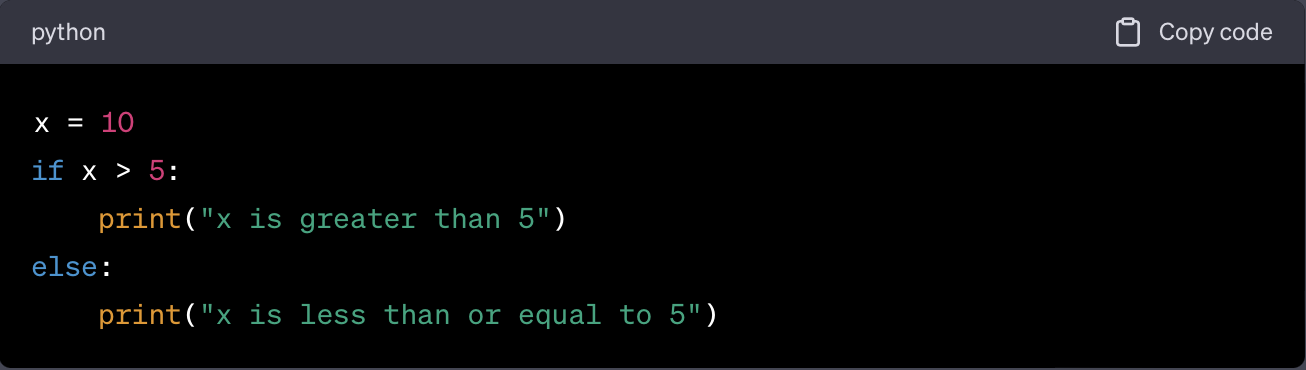 python
Copy code
x = 10
if x > 5:
    print("x is greater than 5")
else:
    print("x is less than or equal to 5")